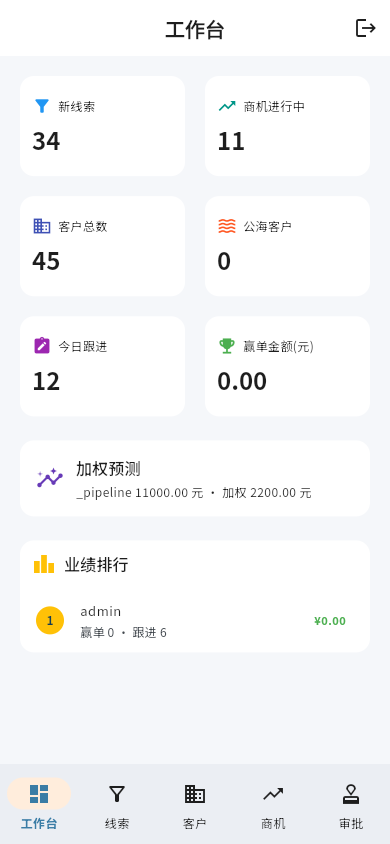 工作台
新线索
34
商机进行中
11
客户总数
45
公海客户
0
今日跟进
12
赢单金额(元)
0.00
加权预测
_pipeline 11000.00 元 · 加权 2200.00 元
业绩排行
1
admin
赢单 0 · 跟进 6
¥0.00
工作台
线索
客户
商机
审批